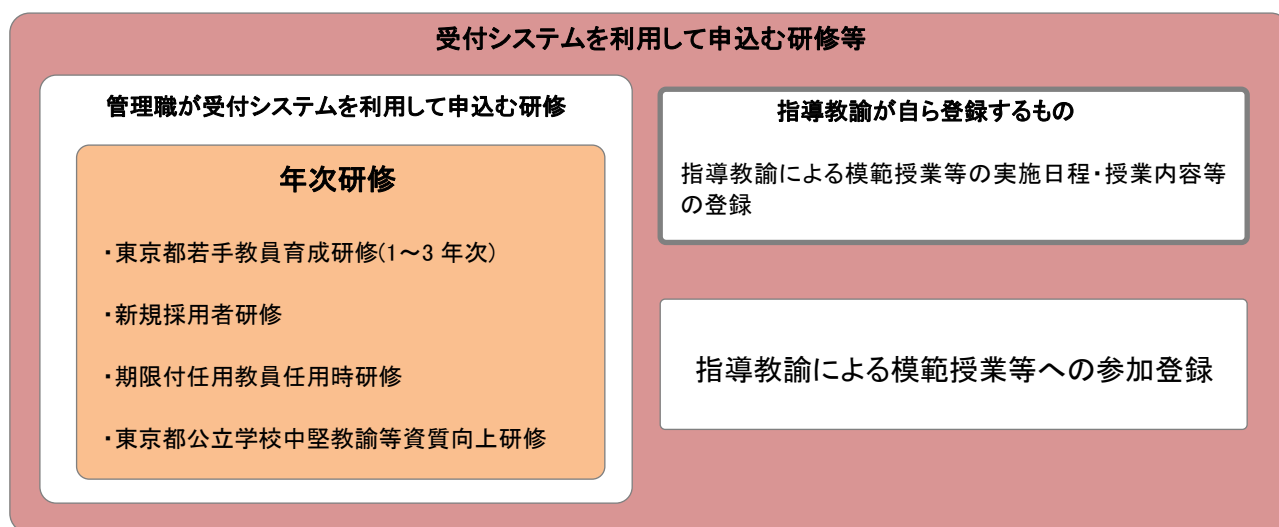 受付システムを利用して申込む研修等
管理職が受付システムを利用して申込む研修
年次研修
・東京都若手教員育成研修(1～3 年次)
・新規採用者研修
・期限付任用教員任用時研修
・東京都公立学校中堅教諭等資質向上研修
指導教諭が自ら登録するもの
指導教諭による模範授業等の実施日程・授業内容等
の登録
指導教諭による模範授業等への参加登録